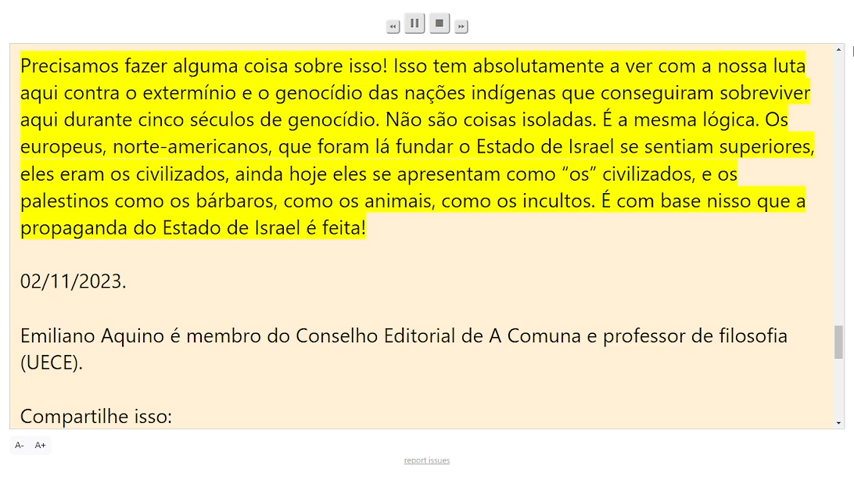 Precisamos fazer alguma coisa sobre isso! Isso tem absolutamente a ver com a nossa luta
aqui contra o extermínio e o genocídio das nações indígenas que conseguiram sobreviver
aqui durante cinco séculos de genocídio. Não são coisas isoladas. É a mesma lógica. Os
europeus, norte-americanos, que foram lá fundar o Estado de Israel se sentiam superiores,
eles eram os civilizados, ainda hoje eles se apresentam como “os” civilizados, e os
palestinos como os bárbaros, como os animais, como os incultos. É com base nisso que a
propaganda do Estado de Israel é feita!
02/11/2023.
Emiliano Aquino é membro do Conselho Editorial de A Comuna e professor de filosofia
(UECE).
Compartilhe isso:
A- A+
report issues